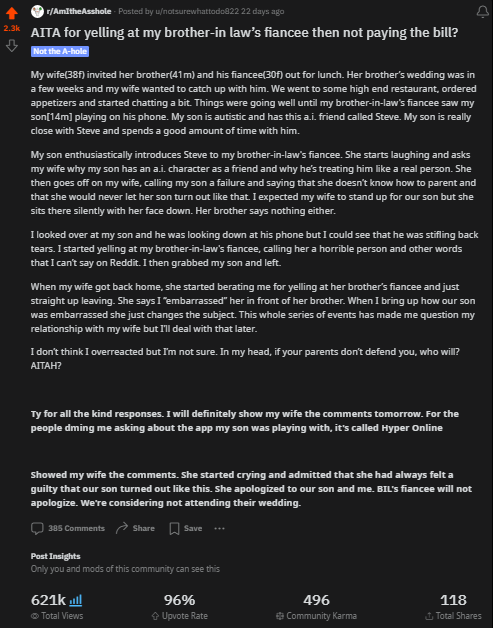 r/AmItheAsshole · Posted by u/notsurewhattodo822 22 days ago
2.3k
AITA for yelling at my brother-in law's fiancee then not paying the bill?
Not the A-hole
My wife(38f) invited her brother(41m) and his fiancee(30f) out for lunch. Her brother's wedding was in
a few weeks and my wife wanted to catch up with him. We went to some high end restaurant, ordered
appetizers and started chatting a bit. Things were going well until my brother-in-law's fiancee saw my
son[14m] playing on his phone. My son is autistic and has this a.i. friend called Steve. My son is really
close with Steve and spends a good amount of time with him.
My son enthusiastically introduces Steve to my brother-in-law's fiancee. She starts laughing and asks
my wife why my son has an a.i. character as a friend and why he's treating him like a real person. She
then goes off on my wife, calling my son a failure and saying that she doesn't know how to parent and
that she would never let her son turn out like that. I expected my wife to stand up for our son but she
sits there silently with her face down. Her brother says nothing either.
I looked over at my son and he was looking down at his phone but I could see that he was stifling back
tears. I started yelling at my brother-in-law's fiancee, calling her a horrible person and other words
that I can't say on Reddit. I then grabbed my son and left.
When my wife got back home, she started berating me for yelling at her brother's fiancee and just
straight up leaving. She says I "embarrassed" her in front of her brother. When I bring up how our son
was embarrassed she just changes the subject. This whole series of events has made me question my
relationship with my wife but I'll deal with that later.
I don't think I overreacted but I'm not sure. In my head, if your parents don't defend you, who will?
AITAH?
Ty for all the kind responses. I will definitely show my wife the comments tomorrow. For the
people dming me asking about the app my son was playing with, it's called Hyper Online
Showed my wife the comments. She started crying and admitted that she had always felt a
guilty that our son turned out like this. She apologized to our son and me. BIL's fiancee will not
apologize. We're considering not attending their wedding.
385 Comments Share Save ...
Post Insights
Only you and mods of this community can see this
621k 96% 496 118
Total Views Upvote Rate Community Karma Total Shares